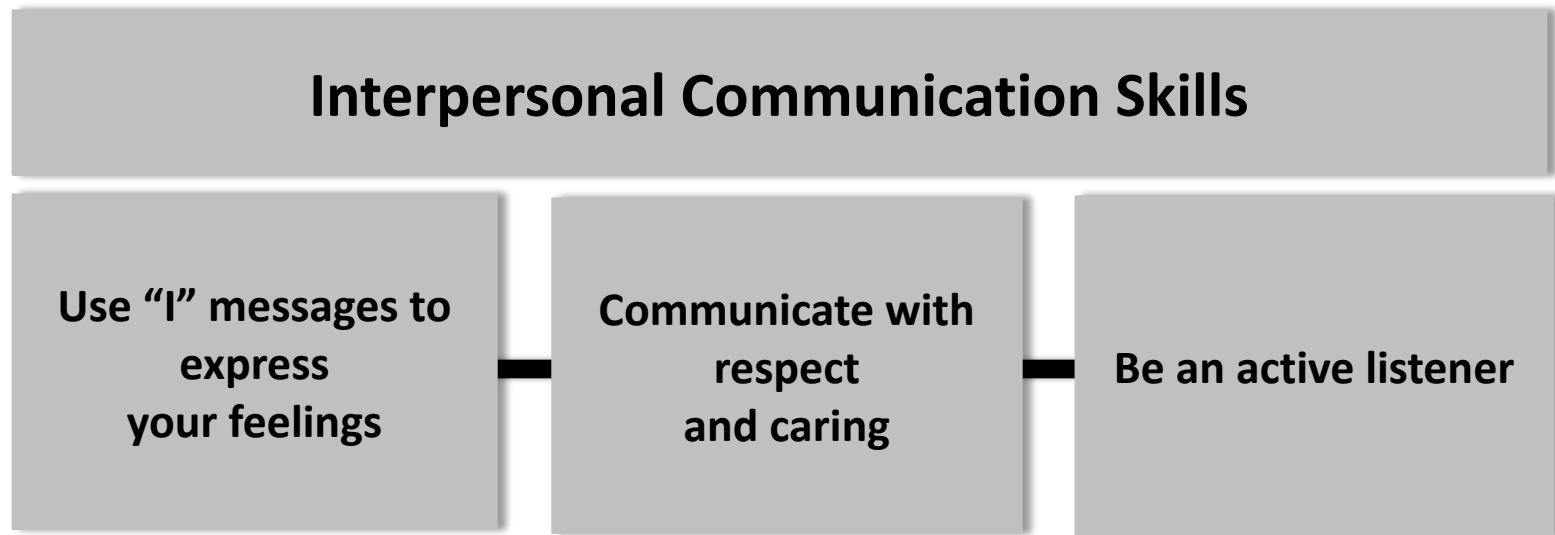 Interpersonal Communication Skills
Use “I” messages to
express
your feelings
Communicate with
respect
and caring
Be an active listener